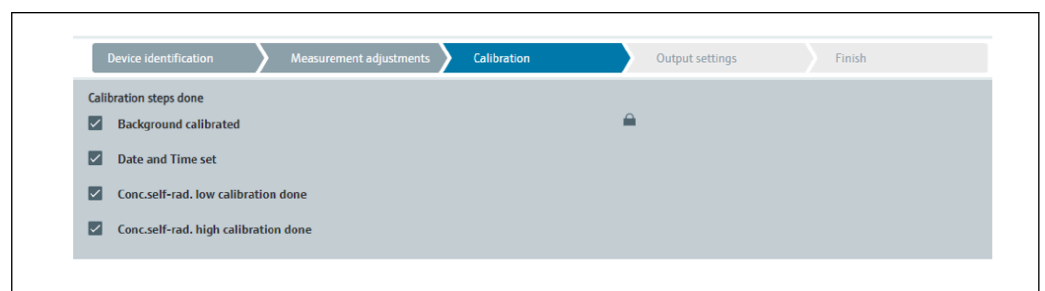 Device identification
Measurement adjustments
Calibration
Output settings
Finish
Calibration steps done
Background calibrated
Date and Time set
Conc.self-rad. low calibration done
Conc.self-rad. high calibration done